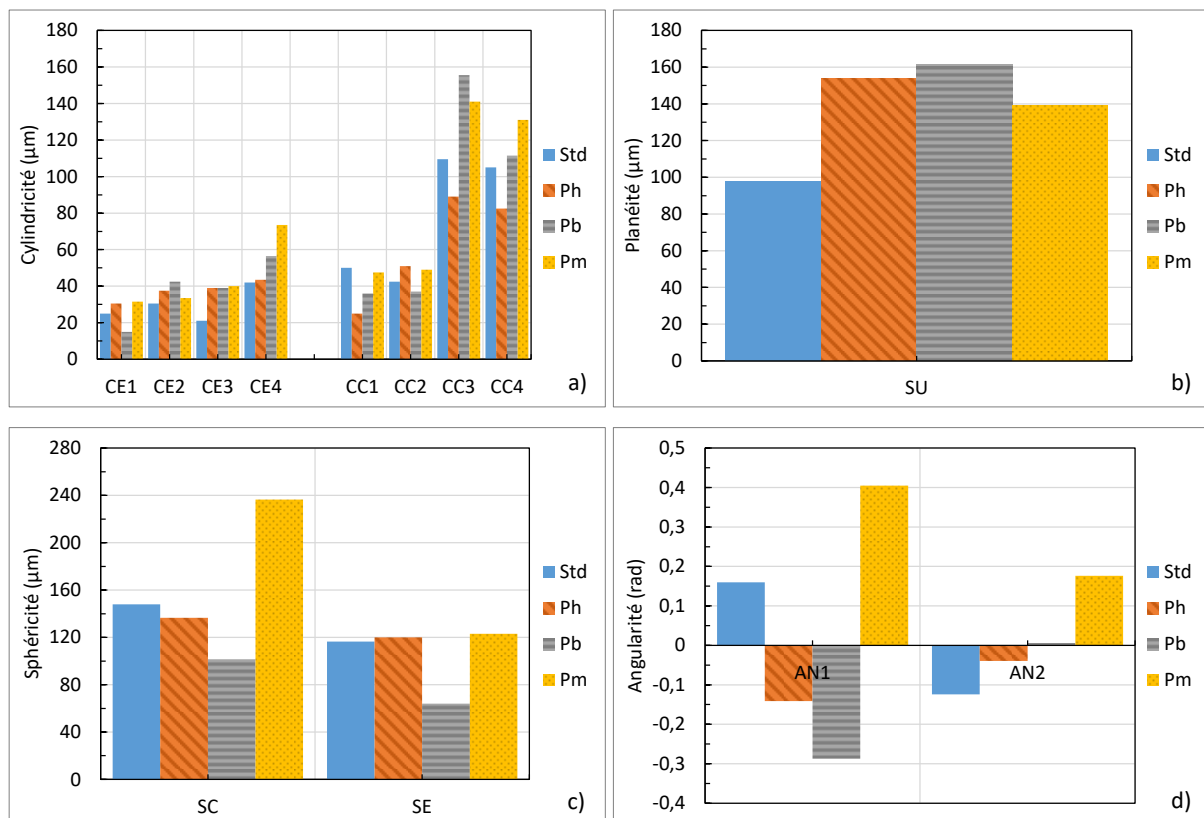 180
160
140
120
100
80
60
40
20
0
Cylindricité (µm)
CE1 CE2 CE3 CE4 CC1 CC2 CC3 CC4
Std
Ph
Pb
Pm
a)
180
160
140
120
100
80
60
40
20
0
Planéité (µm)
SU
Std
Ph
Pb
Pm
b)
280
240
200
160
120
80
40
0
Sphéricité (µm)
SC SE
Std
Ph
Pb
Pm
c)
0,5
0,4
0,3
0,2
0,1
0
-0,1
-0,2
-0,3
-0,4
Angularité (rad)
AN1 AN2
Std
Ph
Pb
Pm
d)